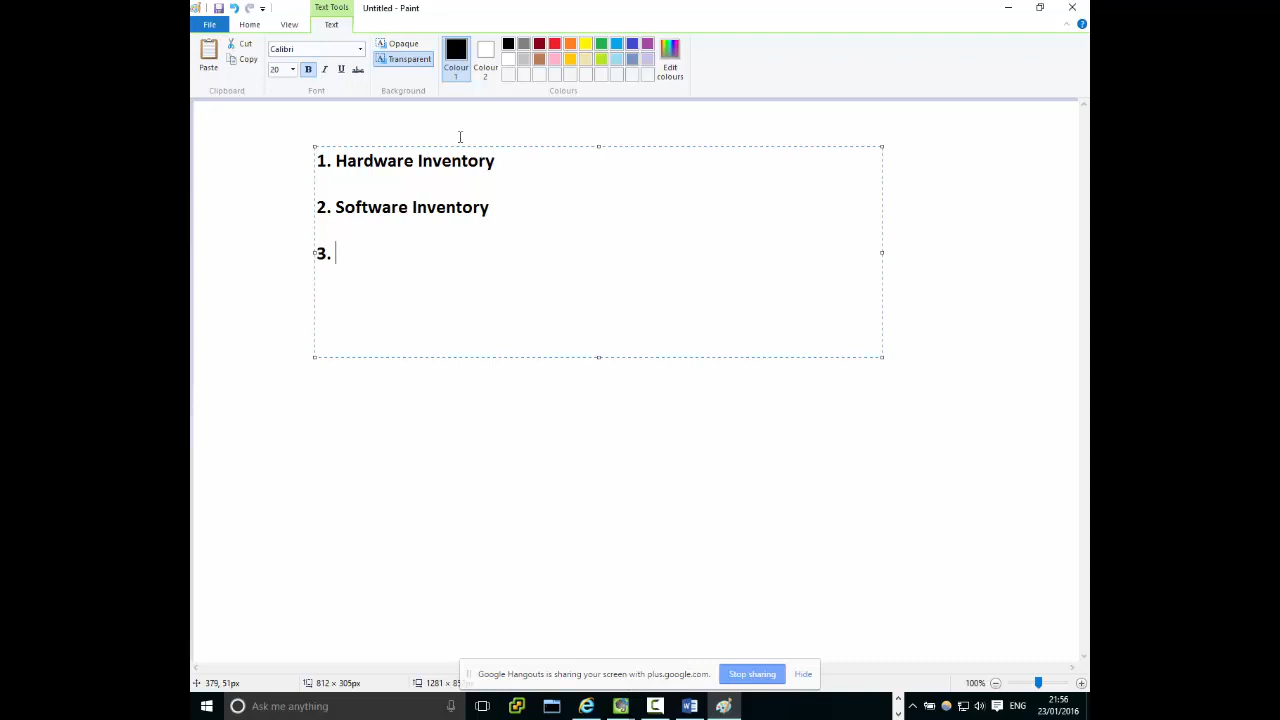 Text Tools
Untitled - Paint
File Home View Text
Paste
Cut
Copy
Clipboard
Calibri
20 B I U abc
Font
Opaque
Transparent
Background
Colour 1
Colour 2
Edit colours
Colours
1. Hardware Inventory
2. Software Inventory
3.
Google Hangouts is sharing your screen with plus.google.com. Stop sharing Hide
379, 51px 812 × 305px 1281 × 100%
Ask me anything
ENG
21:56
23/01/2016